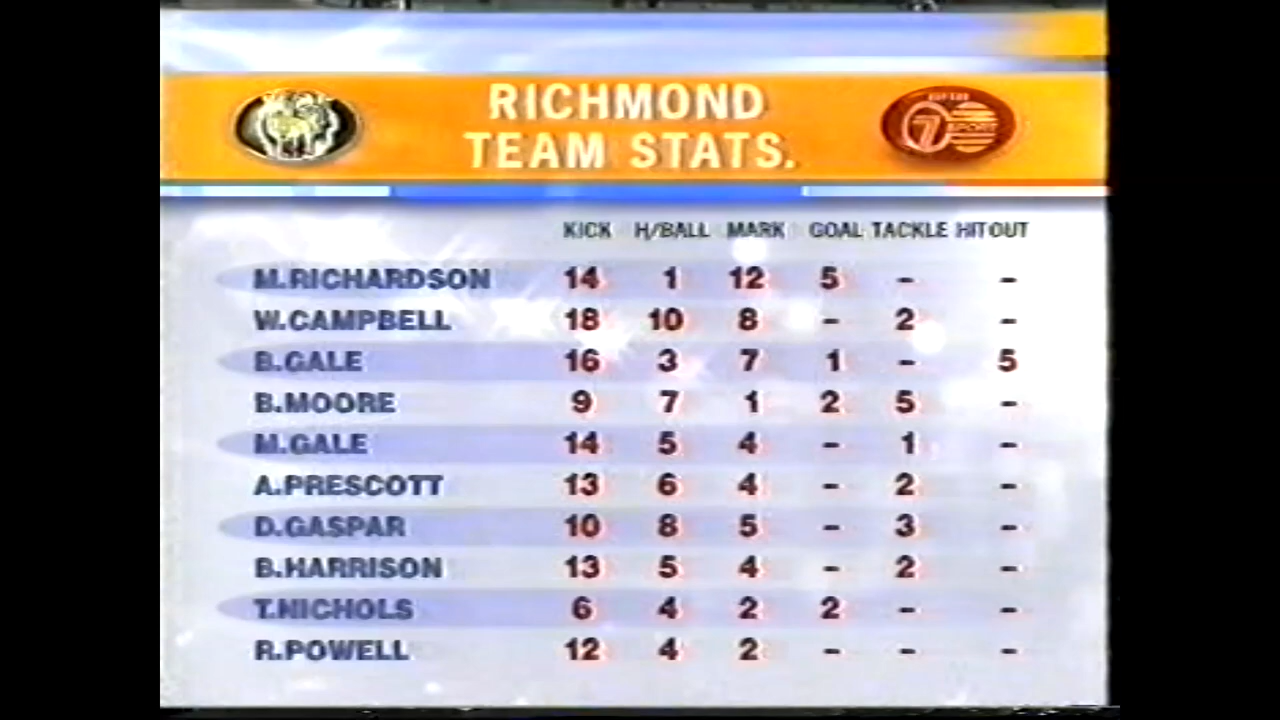 RICHMOND
TEAM STATS.
7 SPORT
KICK H/BALL MARK GOAL TACKLE HITOUT
M.RICHARDSON 14 1 12 5 - -
W.CAMPBELL 18 10 8 - 2 -
B.GALE 16 3 7 1 - 5
B.MOORE 9 7 1 2 5 -
M.GALE 14 5 4 - 1 -
A.PRESCOTT 13 6 4 - 2 -
D.GASPAR 10 8 5 - 3 -
B.HARRISON 13 5 4 - 2 -
T.NICHOLS 6 4 2 2 - -
R.POWELL 12 4 2 - - -